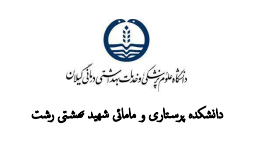 دانشگاه علوم پزشکی و خدمات بهداشتی درمانی گیلان
دانشکده پرستاری و مامائی شهید بهشتی رشت